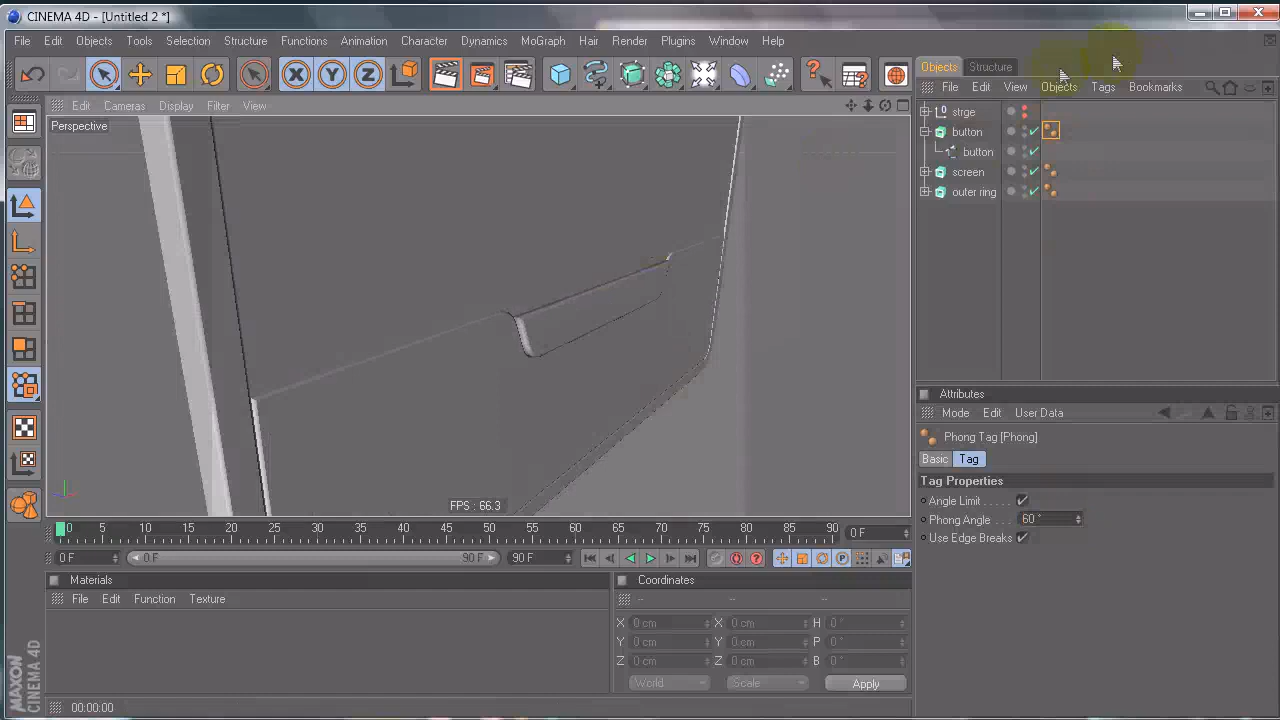 CINEMA 4D - [Untitled 2 *]
File Edit Objects Tools Selection Structure Functions Animation Character Dynamics MoGraph Hair Render Plugins Window Help
X Y Z
Objects Structure
File Edit View Objects Tags Bookmarks
Edit Cameras Display Filter View
Perspective
strge
button
button
screen
outer ring
Attributes
Mode Edit User Data
Phong Tag [Phong]
Basic Tag
Tag Properties
Angle Limit
Phong Angle 60 °
Use Edge Breaks
FPS : 66.3
0 5 10 15 20 25 30 35 40 45 50 55 60 65 70 75 80 85 90 0 F
0 F 0 F 90 F 90 F
Materials
File Edit Function Texture
Coordinates
-- -- --
X 0 cm X 0 cm H 0 °
Y 0 cm Y 0 cm P 0 °
Z 0 cm Z 0 cm B 0 °
World Scale Apply
MAXON
CINEMA 4D
00:00:00